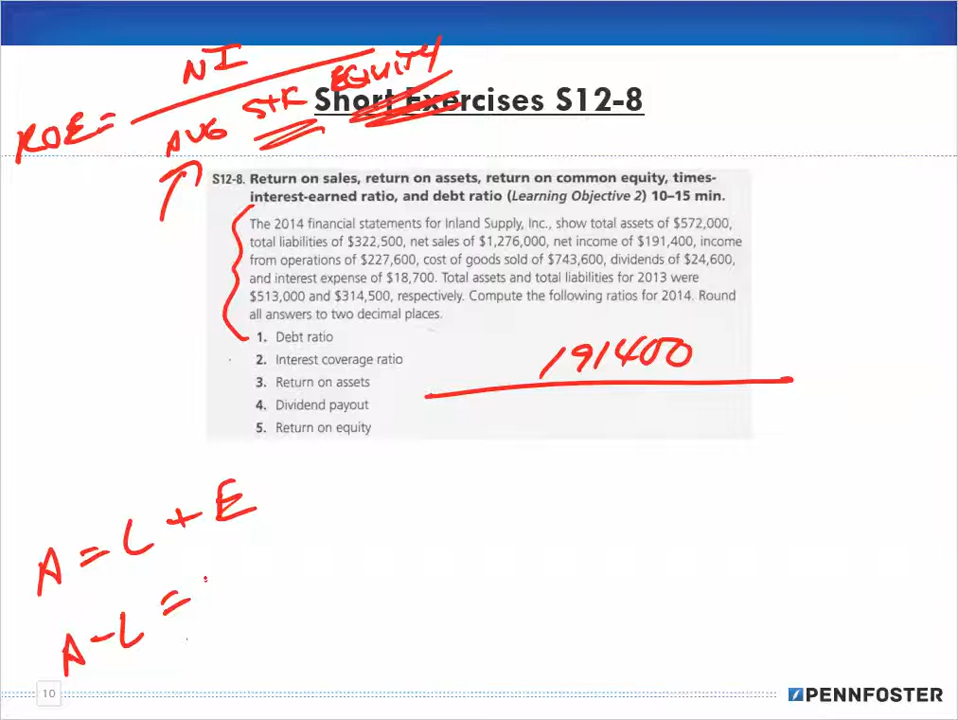 NI
ROE=
AVG STK EQUITY
Short Exercises S12-8
S12-8. Return on sales, return on assets, return on common equity, times-
interest-earned ratio, and debt ratio (Learning Objective 2) 10–15 min.
The 2014 financial statements for Inland Supply, Inc., show total assets of $572,000,
total liabilities of $322,500, net sales of $1,276,000, net income of $191,400, income
from operations of $227,600, cost of goods sold of $743,600, dividends of $24,600,
and interest expense of $18,700. Total assets and total liabilities for 2013 were
$513,000 and $314,500, respectively. Compute the following ratios for 2014. Round
all answers to two decimal places.
1. Debt ratio
2. Interest coverage ratio
3. Return on assets
4. Dividend payout
5. Return on equity
191400
A = L + E
A - L =
10
PENNFOSTER